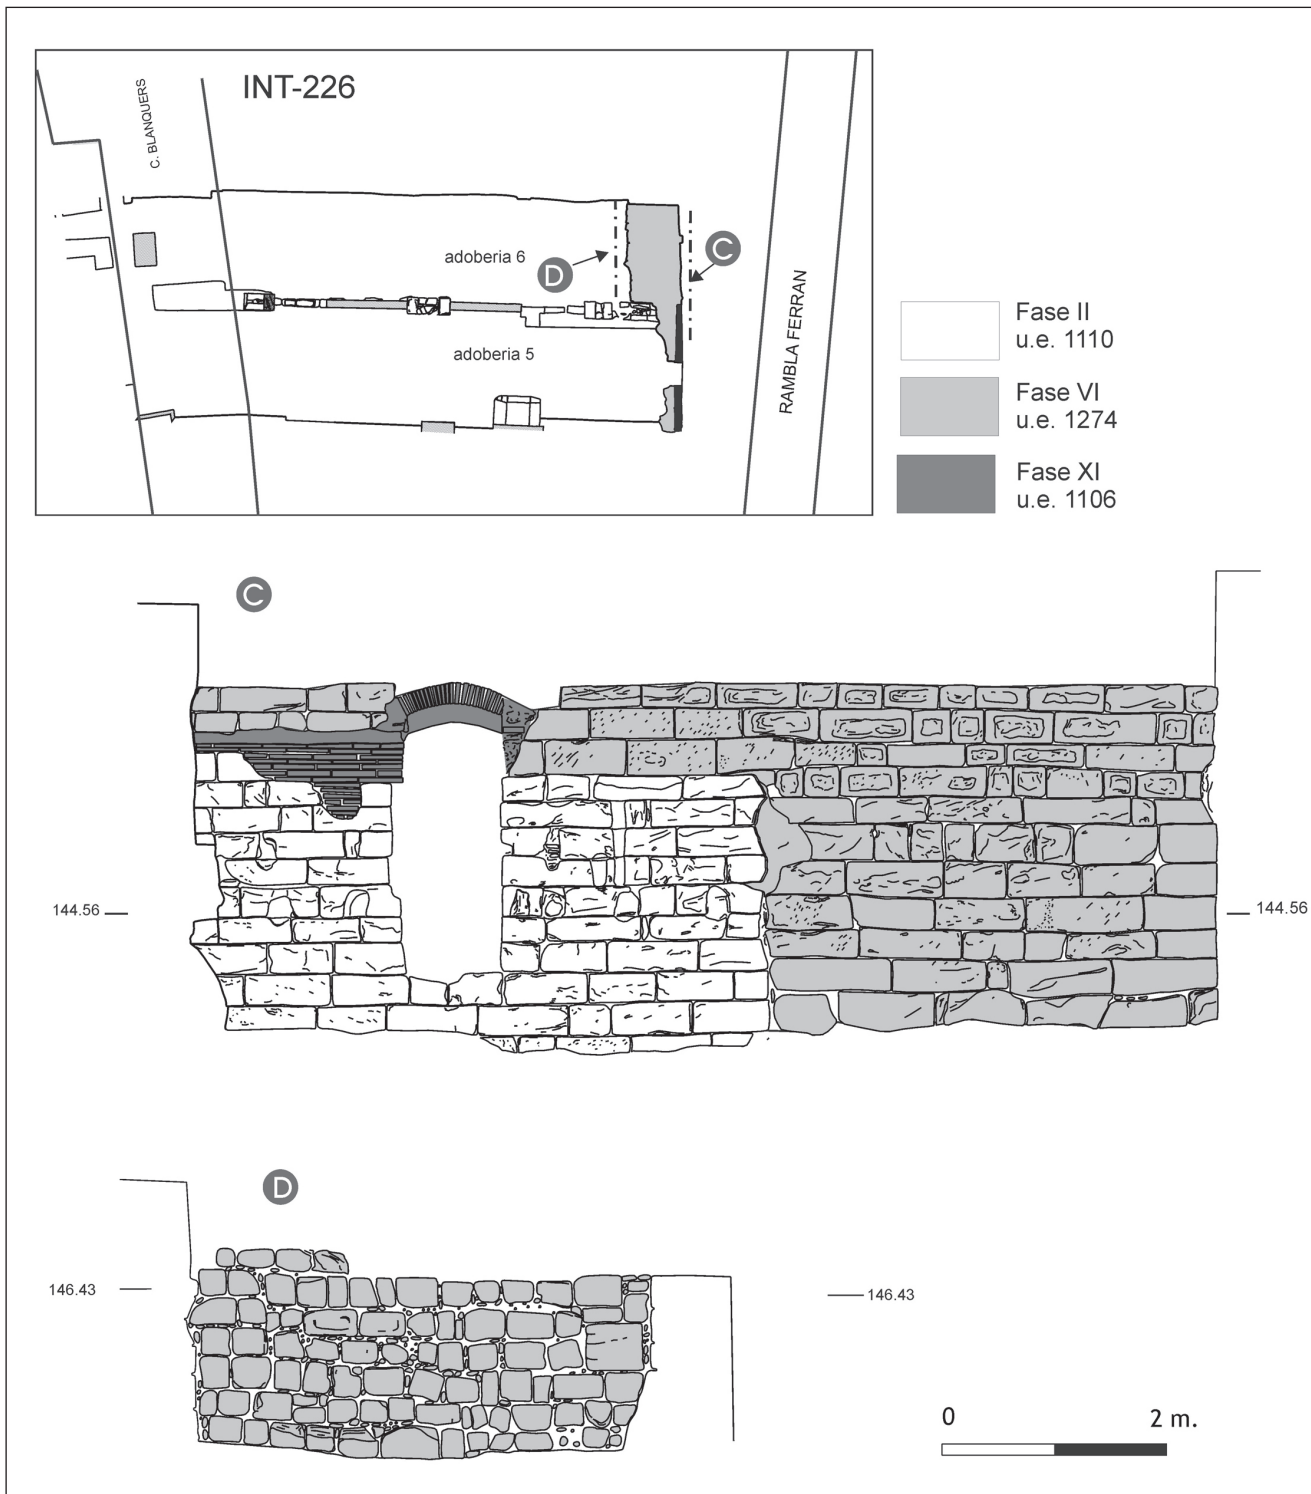 INT-226
C. BLANQUERS
adoberia 6
D
C
adoberia 5
RAMBLA FERRAN
Fase II
u.e. 1110
Fase VI
u.e. 1274
Fase XI
u.e. 1106
C
144.56
144.56
D
146.43
146.43
0 2 m.